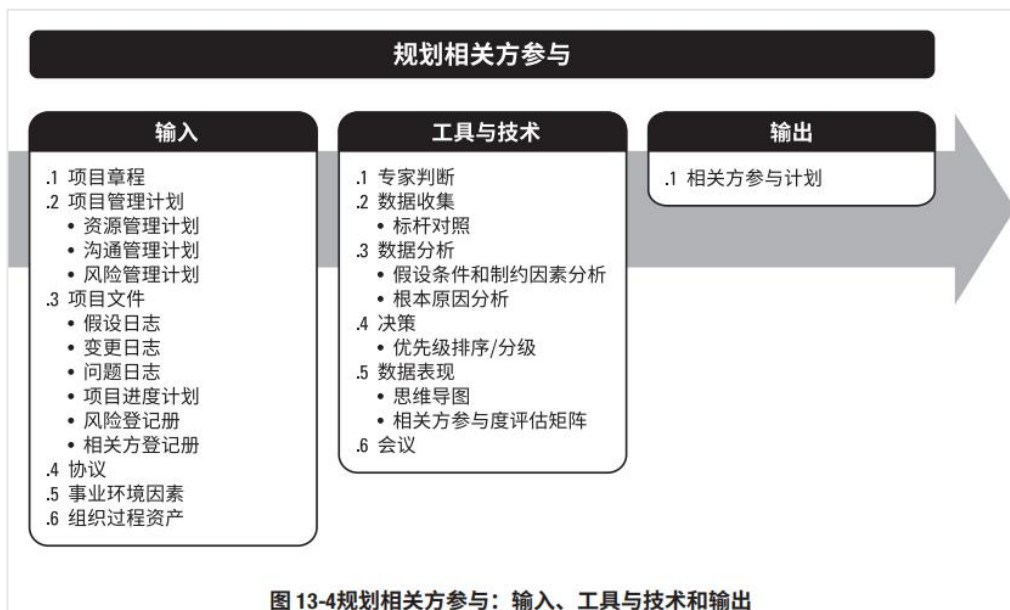 规划相关方参与
输入
.1 项目章程
.2 项目管理计划
• 资源管理计划
• 沟通管理计划
• 风险管理计划
.3 项目文件
• 假设日志
• 变更日志
• 问题日志
• 项目进度计划
• 风险登记册
• 相关方登记册
.4 协议
.5 事业环境因素
.6 组织过程资产
工具与技术
.1 专家判断
.2 数据收集
• 标杆对照
.3 数据分析
• 假设条件和制约因素分析
• 根本原因分析
.4 决策
• 优先级排序/分级
.5 数据表现
• 思维导图
• 相关方参与度评估矩阵
.6 会议
输出
.1 相关方参与计划
图 13-4规划相关方参与：输入、工具与技术和输出